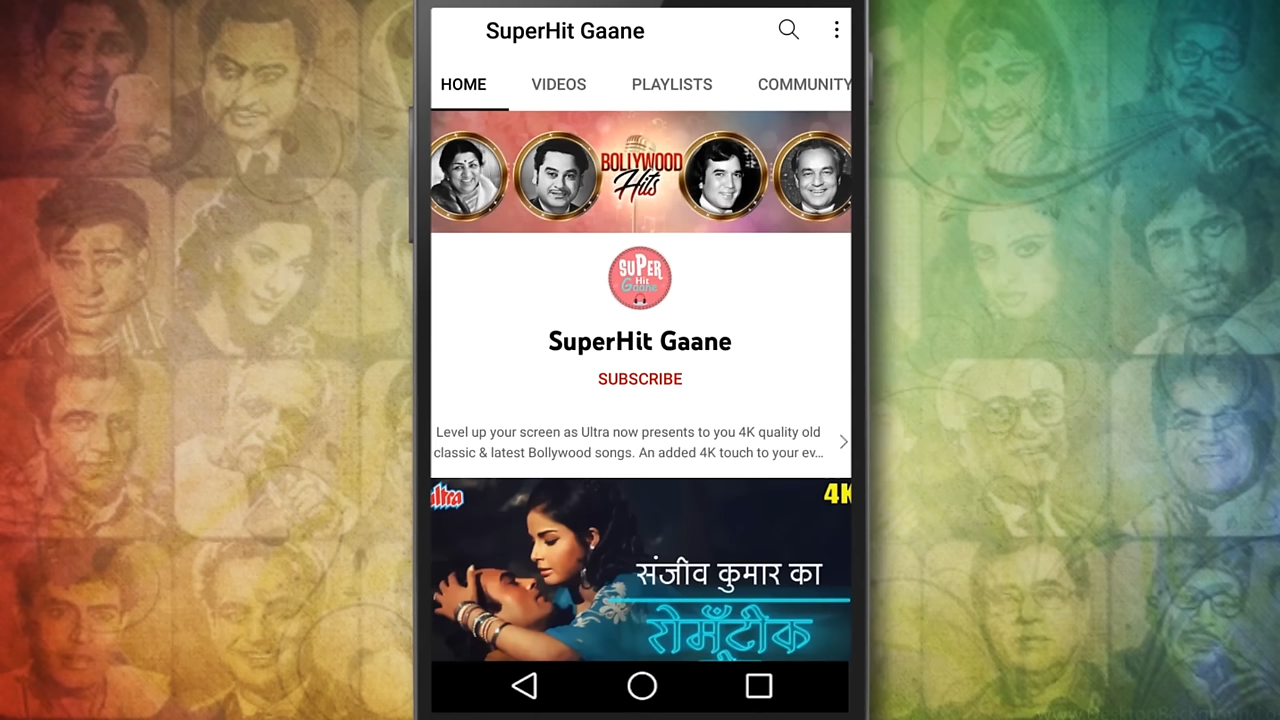 SuperHit Gaane
HOME VIDEOS PLAYLISTS COMMUNITY
BOLLYWOOD
Hits
SUPER
Hit
Gaane
SuperHit Gaane
SUBSCRIBE
Level up your screen as Ultra now presents to you 4K quality old
classic & latest Bollywood songs. An added 4K touch to your ev...
ultra
4K
संजीव कुमार का
रोमँटीक